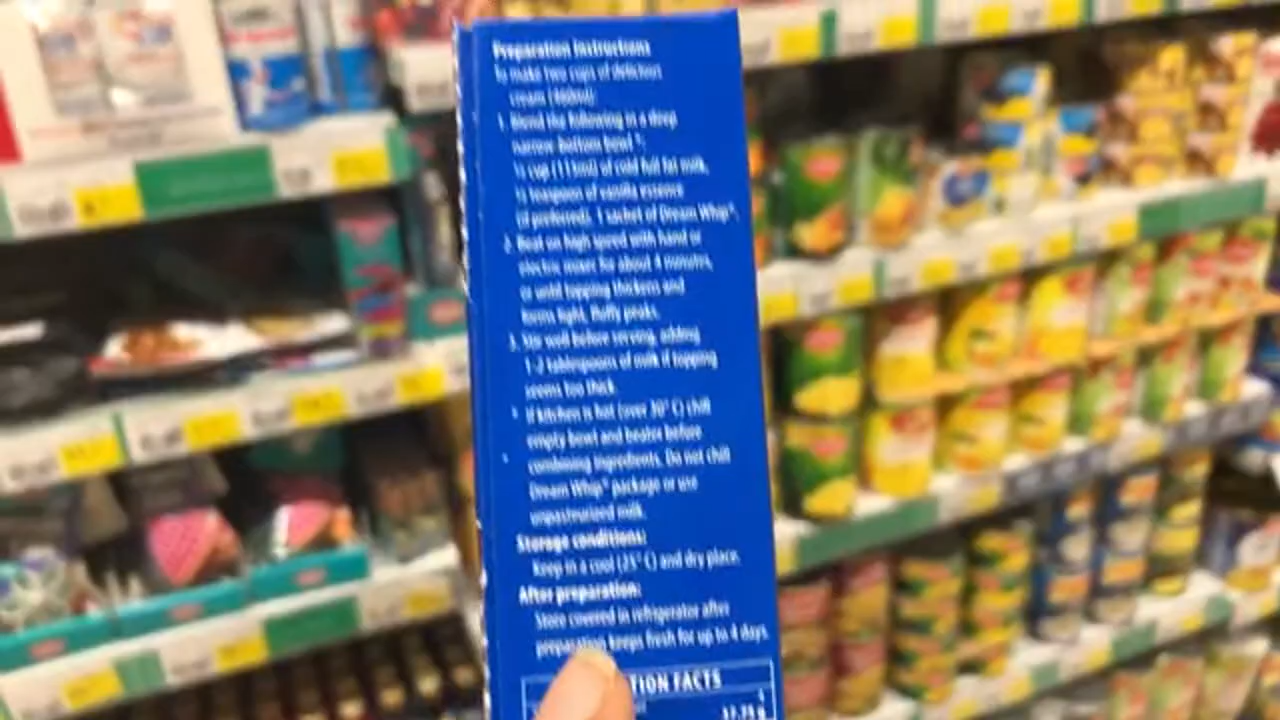 Preparation Instructions
To make two cups of delicious
cream (460ml):
1. Blend the following in a deep
narrow-bottom bowl *:
½ cup (118ml) of cold full fat milk,
½ teaspoon of vanilla essence
(if preferred), 1 sachet of Dream Whip®.
2. Beat on high speed with hand or
electric mixer for about 4 minutes,
or until topping thickens and
forms light, fluffy peaks.
3. Stir well before serving, adding
1-2 tablespoons of milk if topping
seems too thick.
* If kitchen is hot (over 30° C) chill
empty bowl and beater before
combining ingredients. Do not chill
Dream Whip® package or use
unpasteurized milk.
Storage conditions:
Keep in a cool (25° C) and dry place.
After preparation:
Store covered in refrigerator after
preparation keeps fresh for up to 4 days.
TION FACTS